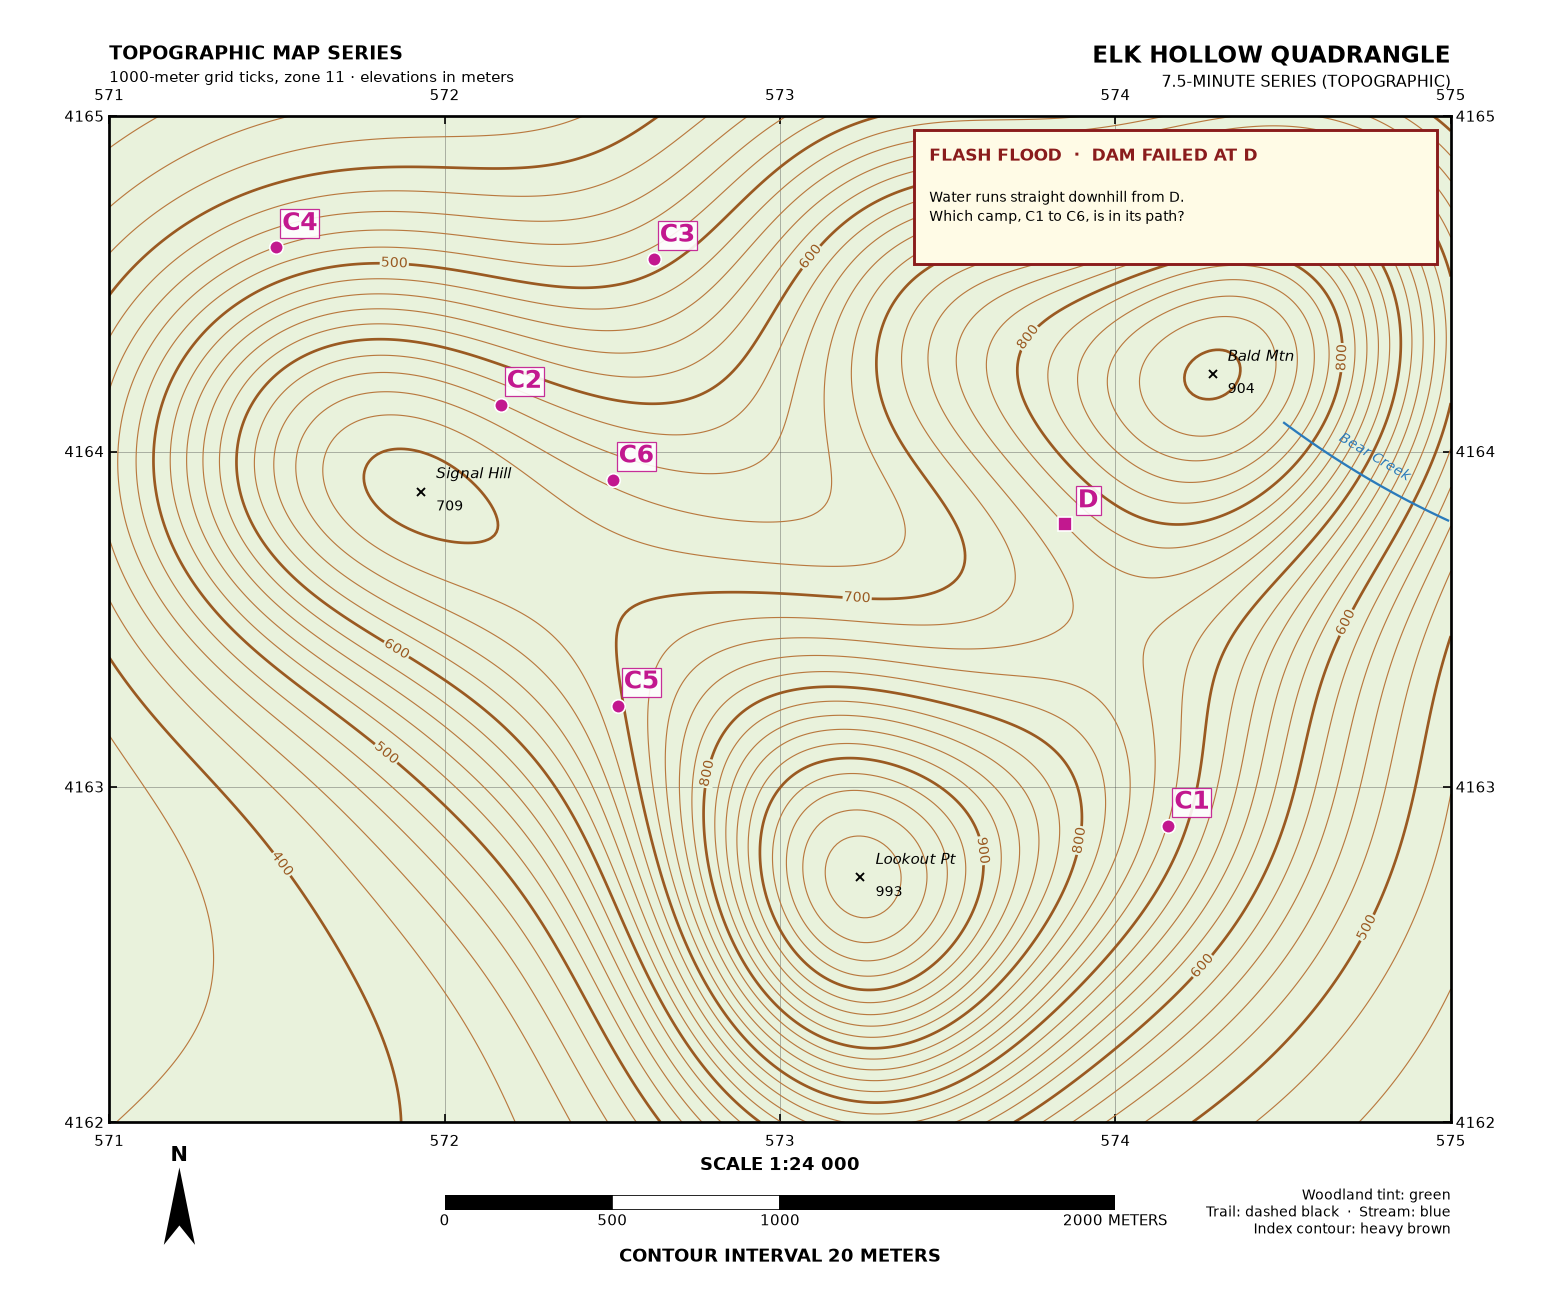 TOPOGRAPHIC MAP SERIES
1000-meter grid ticks, zone 11 · elevations in meters
ELK HOLLOW QUADRANGLE
7.5-MINUTE SERIES (TOPOGRAPHIC)
571 572 573 574 575
4165 4165
FLASH FLOOD · DAM FAILED AT D
Water runs straight downhill from D.
Which camp, C1 to C6, is in its path?
C4
C3
500
600
800
800
Bald Mtn
904
C2
Bear Creek
4164 4164
C6
Signal Hill
709
D
700
600
600
C5
500
800
4163 4163
C1
400
800
900
Lookout Pt
993
500
600
4162 4162
571 572 573 574 575
N
SCALE 1:24 000
0 500 1000 2000 METERS
CONTOUR INTERVAL 20 METERS
Woodland tint: green
Trail: dashed black · Stream: blue
Index contour: heavy brown